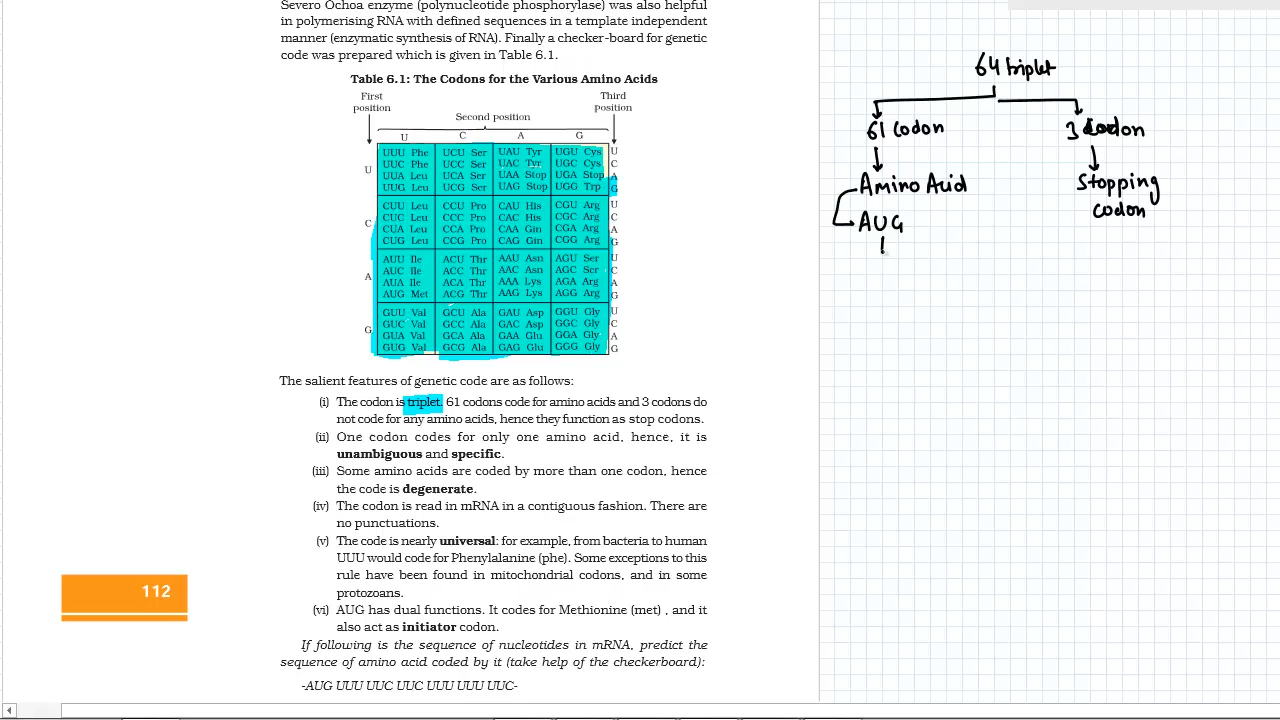 Severo Ochoa enzyme (polynucleotide phosphorylase) was also helpful
in polymerising RNA with defined sequences in a template independent
manner (enzymatic synthesis of RNA). Finally a checker-board for genetic
code was prepared which is given in Table 6.1.
Table 6.1: The Codons for the Various Amino Acids
First position
Third position
Second position
U C A G
U UUU Phe UCU Ser UAU Tyr UGU Cys U
UUC Phe UCC Ser UAC Tyr UGC Cys C
UUA Leu UCA Ser UAA Stop UGA Stop A
UUG Leu UCG Ser UAG Stop UGG Trp G
C CUU Leu CCU Pro CAU His CGU Arg U
CUC Leu CCC Pro CAC His CGC Arg C
CUA Leu CCA Pro CAA Gin CGA Arg A
CUG Leu CCG Pro CAG Gin CGG Arg G
A AUU Ile ACU Thr AAU Asn AGU Ser U
AUC Ile ACC Thr AAC Asn AGC Ser C
AUA Ile ACA Thr AAA Lys AGA Arg A
AUG Met ACG Thr AAG Lys AGG Arg G
G GUU Val GCU Ala GAU Asp GGU Gly U
GUC Val GCC Ala GAC Asp GGC Gly C
GUA Val GCA Ala GAA Glu GGA Gly A
GUG Val GCG Ala GAG Glu GGG Gly G
The salient features of genetic code are as follows:
(i) The codon is triplet. 61 codons code for amino acids and 3 codons do
not code for any amino acids, hence they function as stop codons.
(ii) One codon codes for only one amino acid, hence, it is
unambiguous and specific.
(iii) Some amino acids are coded by more than one codon, hence
the code is degenerate.
(iv) The codon is read in mRNA in a contiguous fashion. There are
no punctuations.
(v) The code is nearly universal: for example, from bacteria to human
UUU would code for Phenylalanine (phe). Some exceptions to this
rule have been found in mitochondrial codons, and in some
protozoans.
(vi) AUG has dual functions. It codes for Methionine (met) , and it
also act as initiator codon.
If following is the sequence of nucleotides in mRNA, predict the
sequence of amino acid coded by it (take help of the checkerboard):
-AUG UUU UUC UUC UUU UUU UUC-
112
64 triplet
61 Codon
3 codon
Amino Acid
Stopping
codon
AUG